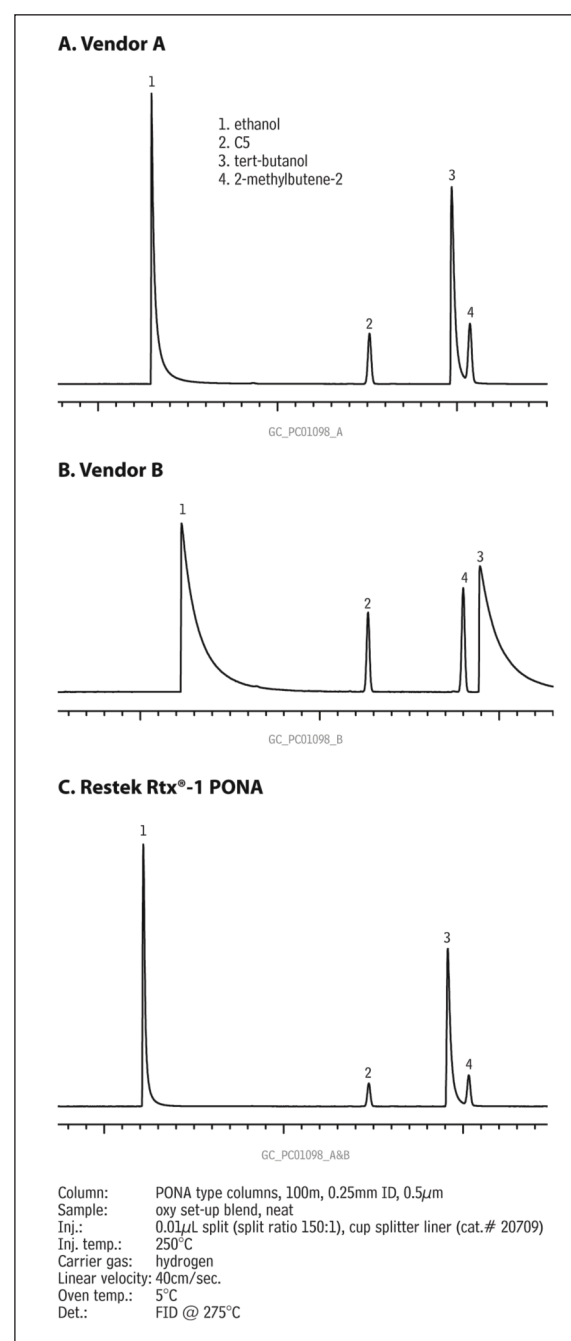 A. Vendor A
1
1. ethanol
2. C5
3. tert-butanol
4. 2-methylbutene-2
3
4
2
GC_PC01098_A
B. Vendor B
1
3
4
2
GC_PC01098_B
C. Restek Rtx®-1 PONA
1
3
4
2
GC_PC01098_A&B
Column: PONA type columns, 100m, 0.25mm ID, 0.5µm
Sample: oxy set-up blend, neat
Inj.: 0.01µL split (split ratio 150:1), cup splitter liner (cat.# 20709)
Inj. temp.: 250°C
Carrier gas: hydrogen
Linear velocity: 40cm/sec.
Oven temp.: 5°C
Det.: FID @ 275°C